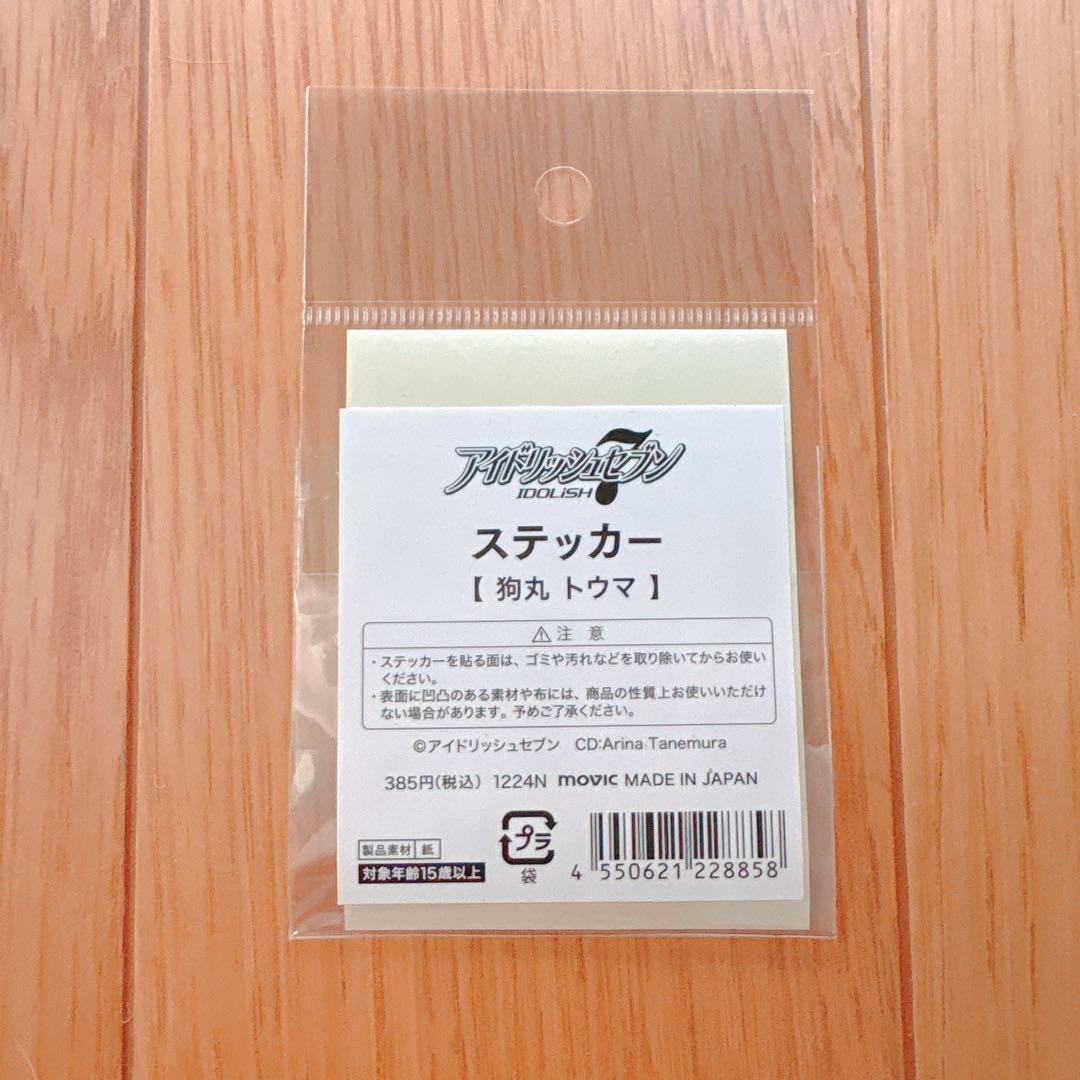 アイドリッシュセブン
7
IDOLiSH
ステッカー
【 狗丸 トウマ 】
⚠ 注 意
・ステッカーを貼る面は、ゴミや汚れなどを取り除いてからお使い
ください。
・表面に凹凸のある素材や布には、商品の性質上お使いいただけ
ない場合があります。予めご了承ください。
©アイドリッシュセブン CD:Arina Tanemura
385円(税込) 1224N movic MADE IN JAPAN
製品素材 紙
対象年齢15歳以上
プラ
袋
4 550621 228858